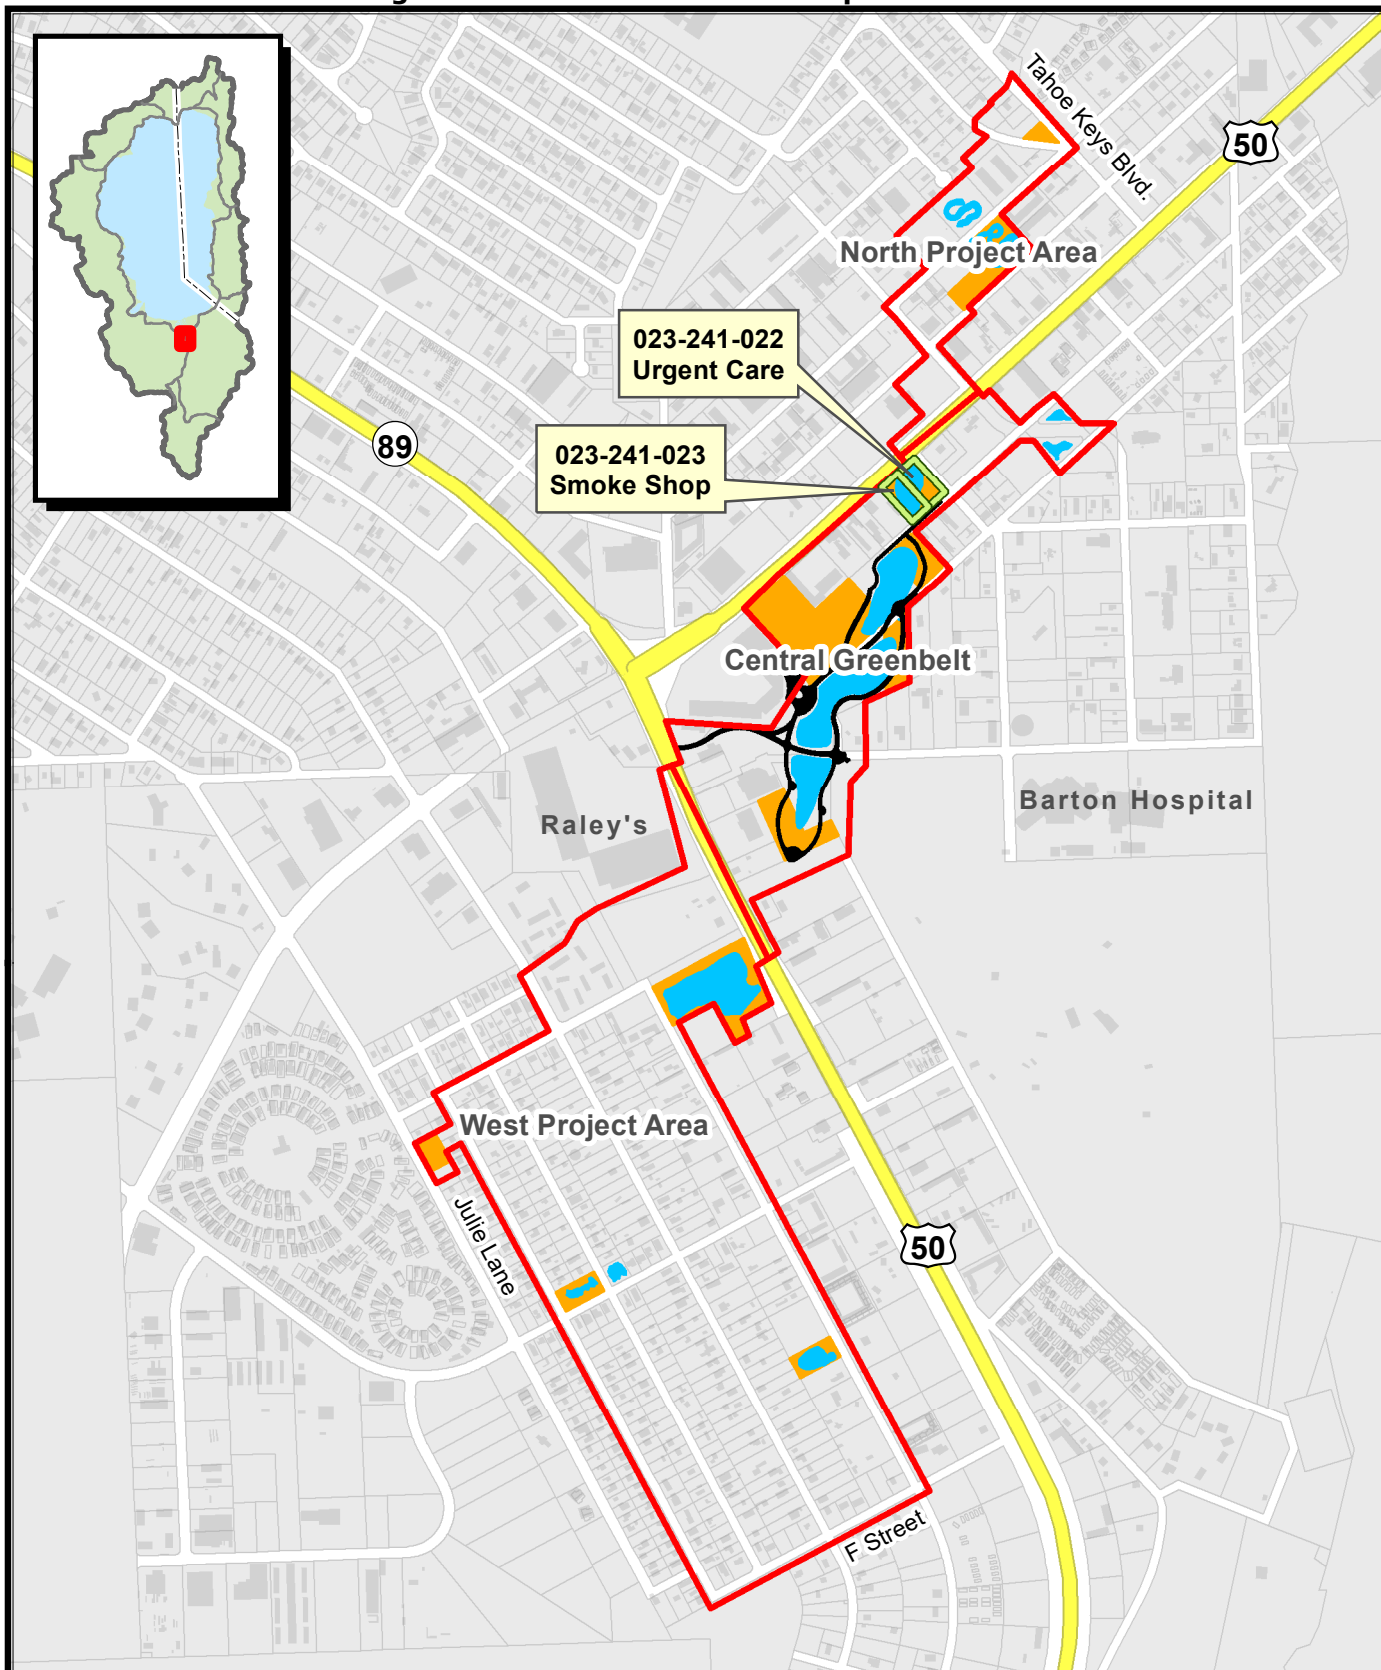 Tahoe Keys Blvd.
50
North Project Area
023-241-022
Urgent Care
89
023-241-023
Smoke Shop
Central Greenbelt
Barton Hospital
Raley's
West Project Area
Julie Lane
50
F Street